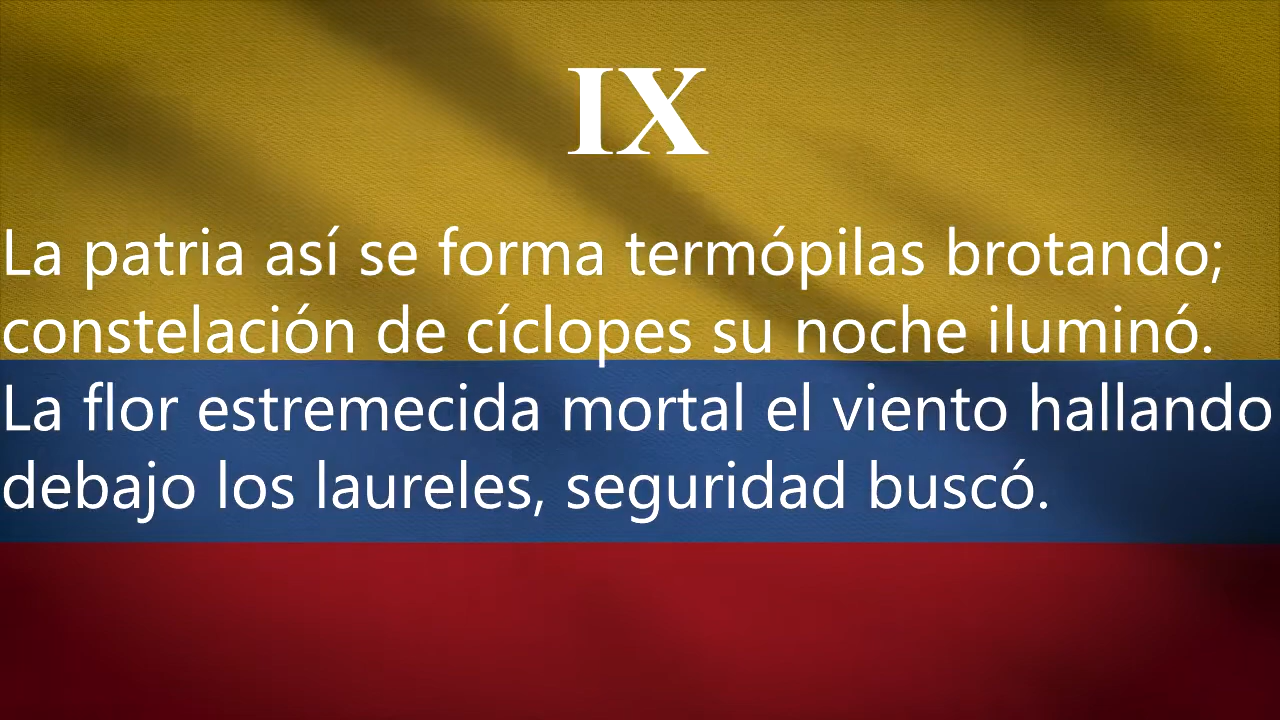 IX
La patria así se forma termópilas brotando;
constelación de cíclopes su noche iluminó.
La flor estremecida mortal el viento hallando
debajo los laureles, seguridad buscó.